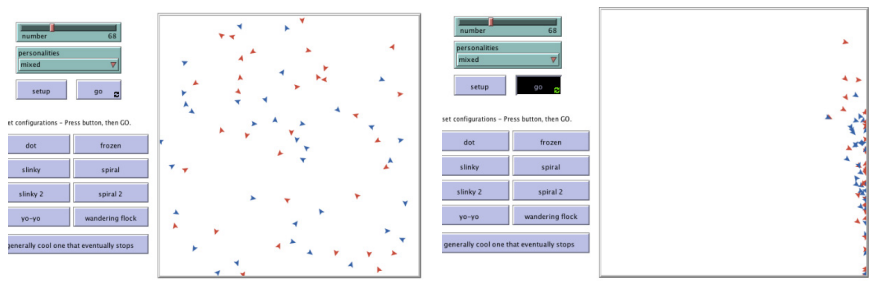 number 68
personalities
mixed
setup go
set configurations – Press button, then GO.
dot frozen
slinky spiral
slinky 2 spiral 2
yo-yo wandering flock
generally cool one that eventually stops
number 68
personalities
mixed
setup go
set configurations – Press button, then GO.
dot frozen
slinky spiral
slinky 2 spiral 2
yo-yo wandering flock
generally cool one that eventually stops